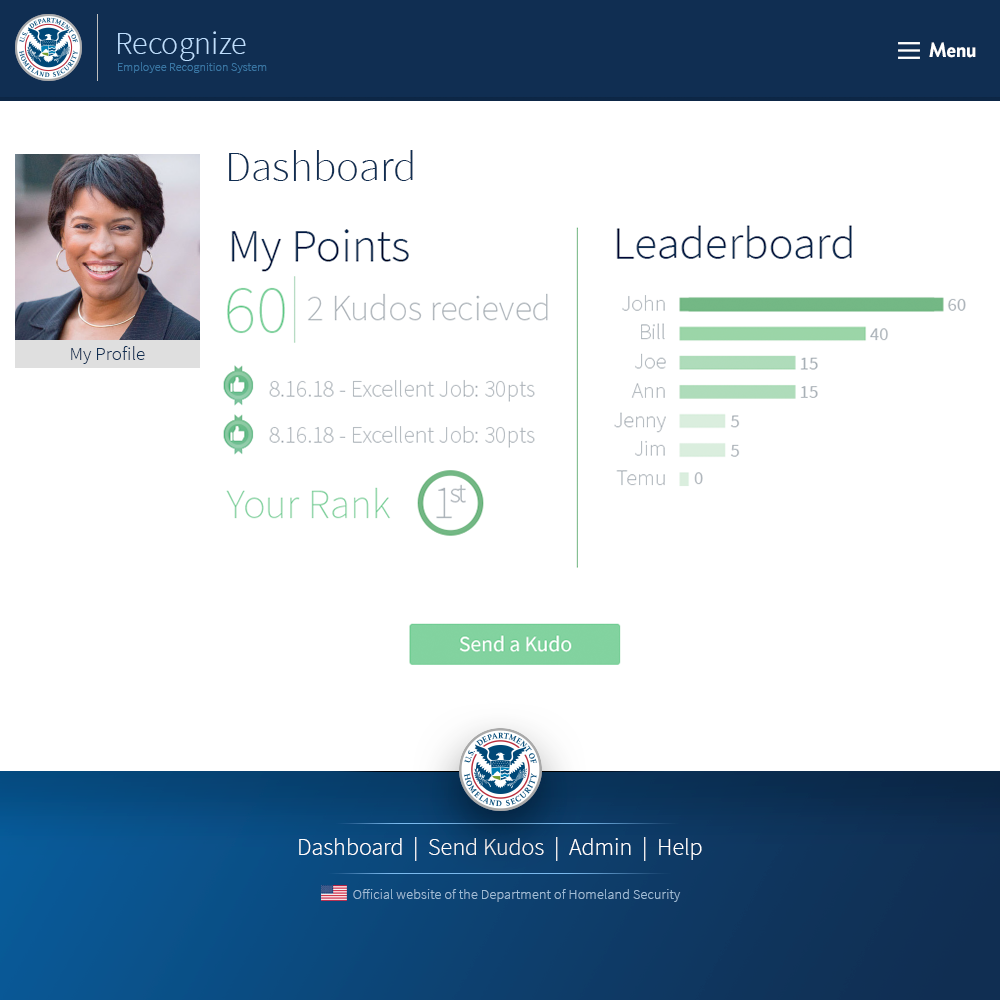 U.S. DEPARTMENT OF HOMELAND SECURITY
Recognize
Employee Recognition System
Menu
Dashboard
My Profile
My Points
60
2 Kudos recieved
8.16.18 - Excellent Job: 30pts
8.16.18 - Excellent Job: 30pts
Your Rank
1st
Leaderboard
John 60
Bill 40
Joe 15
Ann 15
Jenny 5
Jim 5
Temu 0
Send a Kudo
U.S. DEPARTMENT OF HOMELAND SECURITY
Dashboard | Send Kudos | Admin | Help
Official website of the Department of Homeland Security